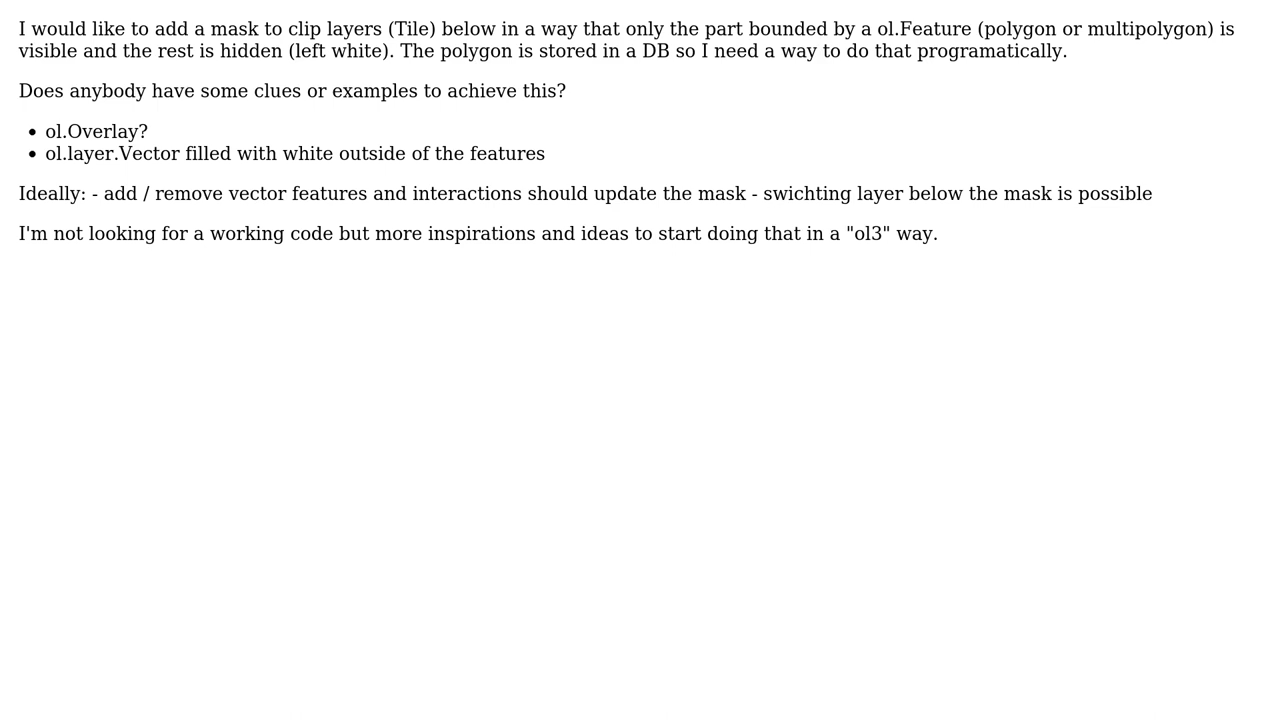 I would like to add a mask to clip layers (Tile) below in a way that only the part bounded by a ol.Feature (polygon or multipolygon) is
visible and the rest is hidden (left white). The polygon is stored in a DB so I need a way to do that programatically.
Does anybody have some clues or examples to achieve this?
• ol.Overlay?
• ol.layer.Vector filled with white outside of the features
Ideally: - add / remove vector features and interactions should update the mask - swichting layer below the mask is possible
I'm not looking for a working code but more inspirations and ideas to start doing that in a "ol3" way.